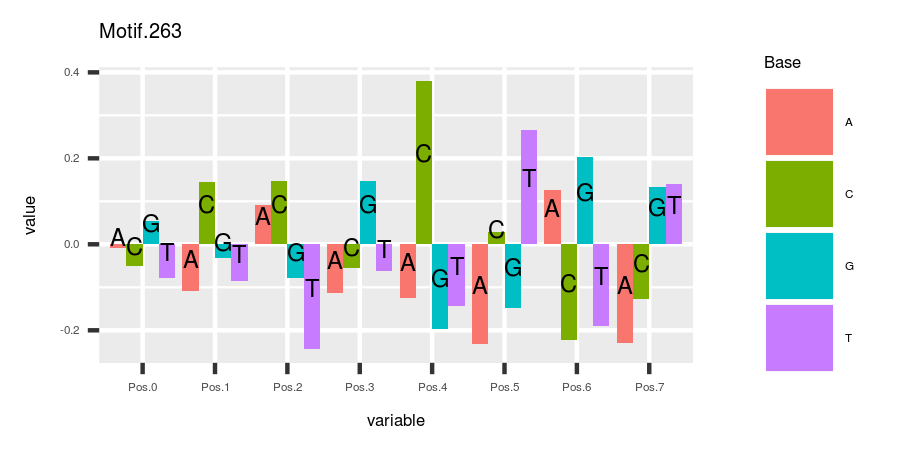 Motif.263
Base
0.4
0.2
0.0
-0.2
value
A C G T A C G T A C G T A C G T A C G T A C G T A C G T A C G T
Pos.0 Pos.1 Pos.2 Pos.3 Pos.4 Pos.5 Pos.6 Pos.7
variable
A
C
G
T